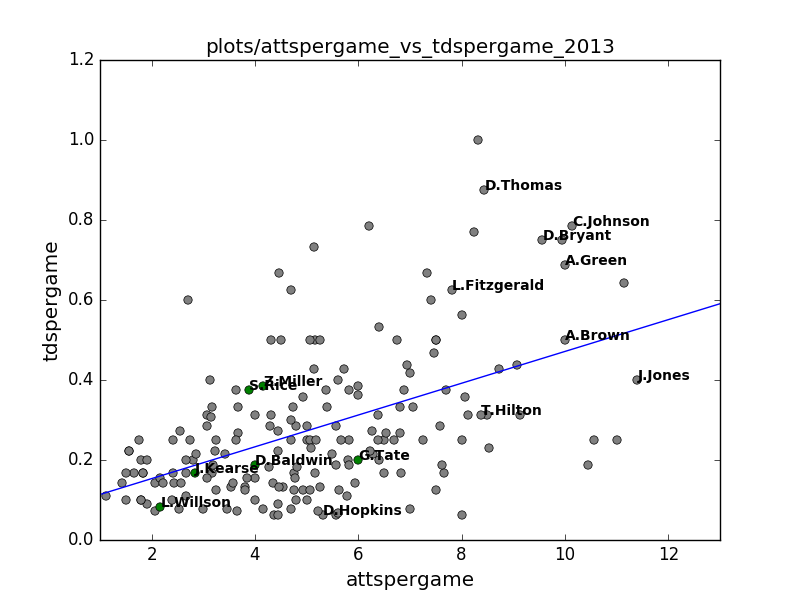 plots/attspergame_vs_tdspergame_2013
1.2
1.0
D.Thomas
0.8
C.Johnson
D.Bryant
A.Green
L.Fitzgerald
0.6
A.Brown
J.Jones
0.4
Z.Miller
S.Rice
T.Hilton
G.Tate
D.Baldwin
0.2
J.Kearse
L.Willson
D.Hopkins
0.0
2 4 6 8 10 12
attspergame
tdspergame